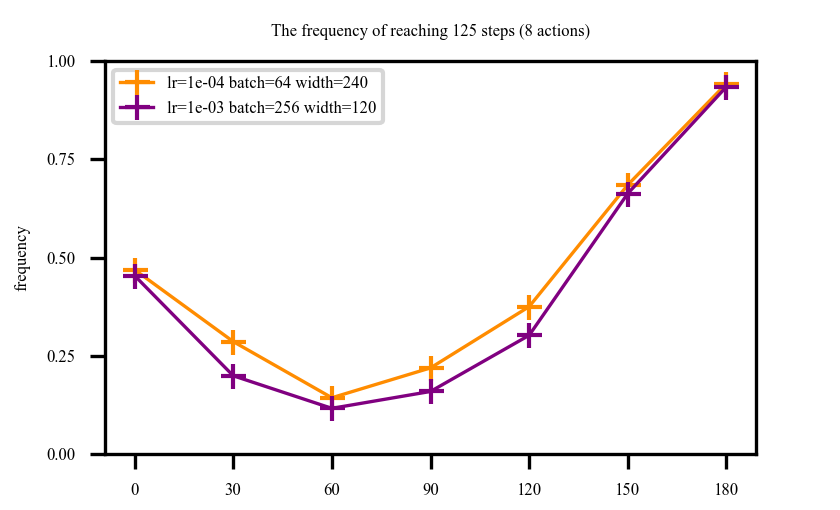 The frequency of reaching 125 steps (8 actions)
lr=1e-04 batch=64 width=240
lr=1e-03 batch=256 width=120
1.00
0.75
0.50
0.25
0.00
frequency
0 30 60 90 120 150 180